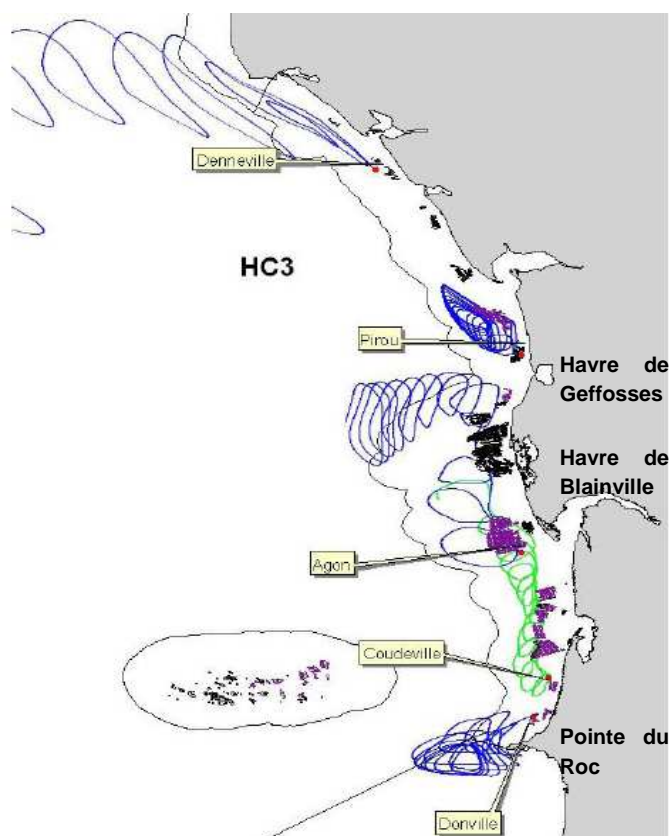 Denneville
HC3
Pirou
Havre de
Geffosses
Havre de
Blainville
Agon
Coudeville
Pointe du
Roc
Donville